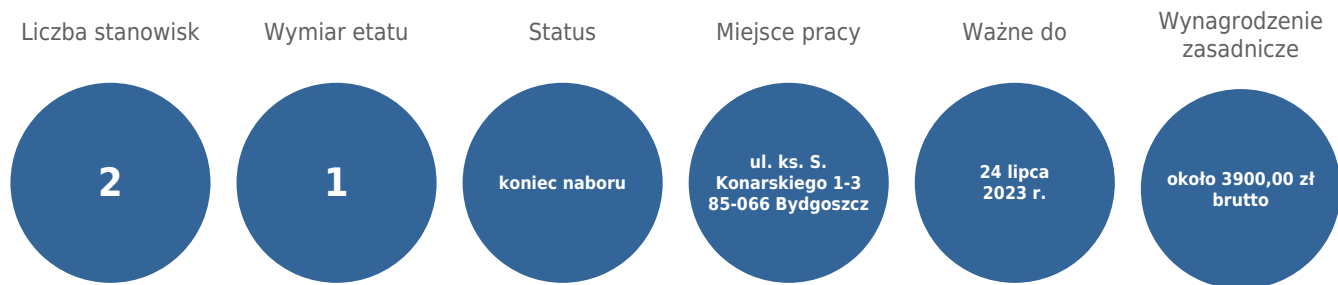 Liczba stanowisk
Wymiar etatu
Status
Miejsce pracy
Ważne do
Wynagrodzenie
zasadnicze
2
1
koniec naboru
ul. ks. S.
Konarskiego 1-3
85-066 Bydgoszcz
24 lipca
2023 r.
około 3900,00 zł
brutto